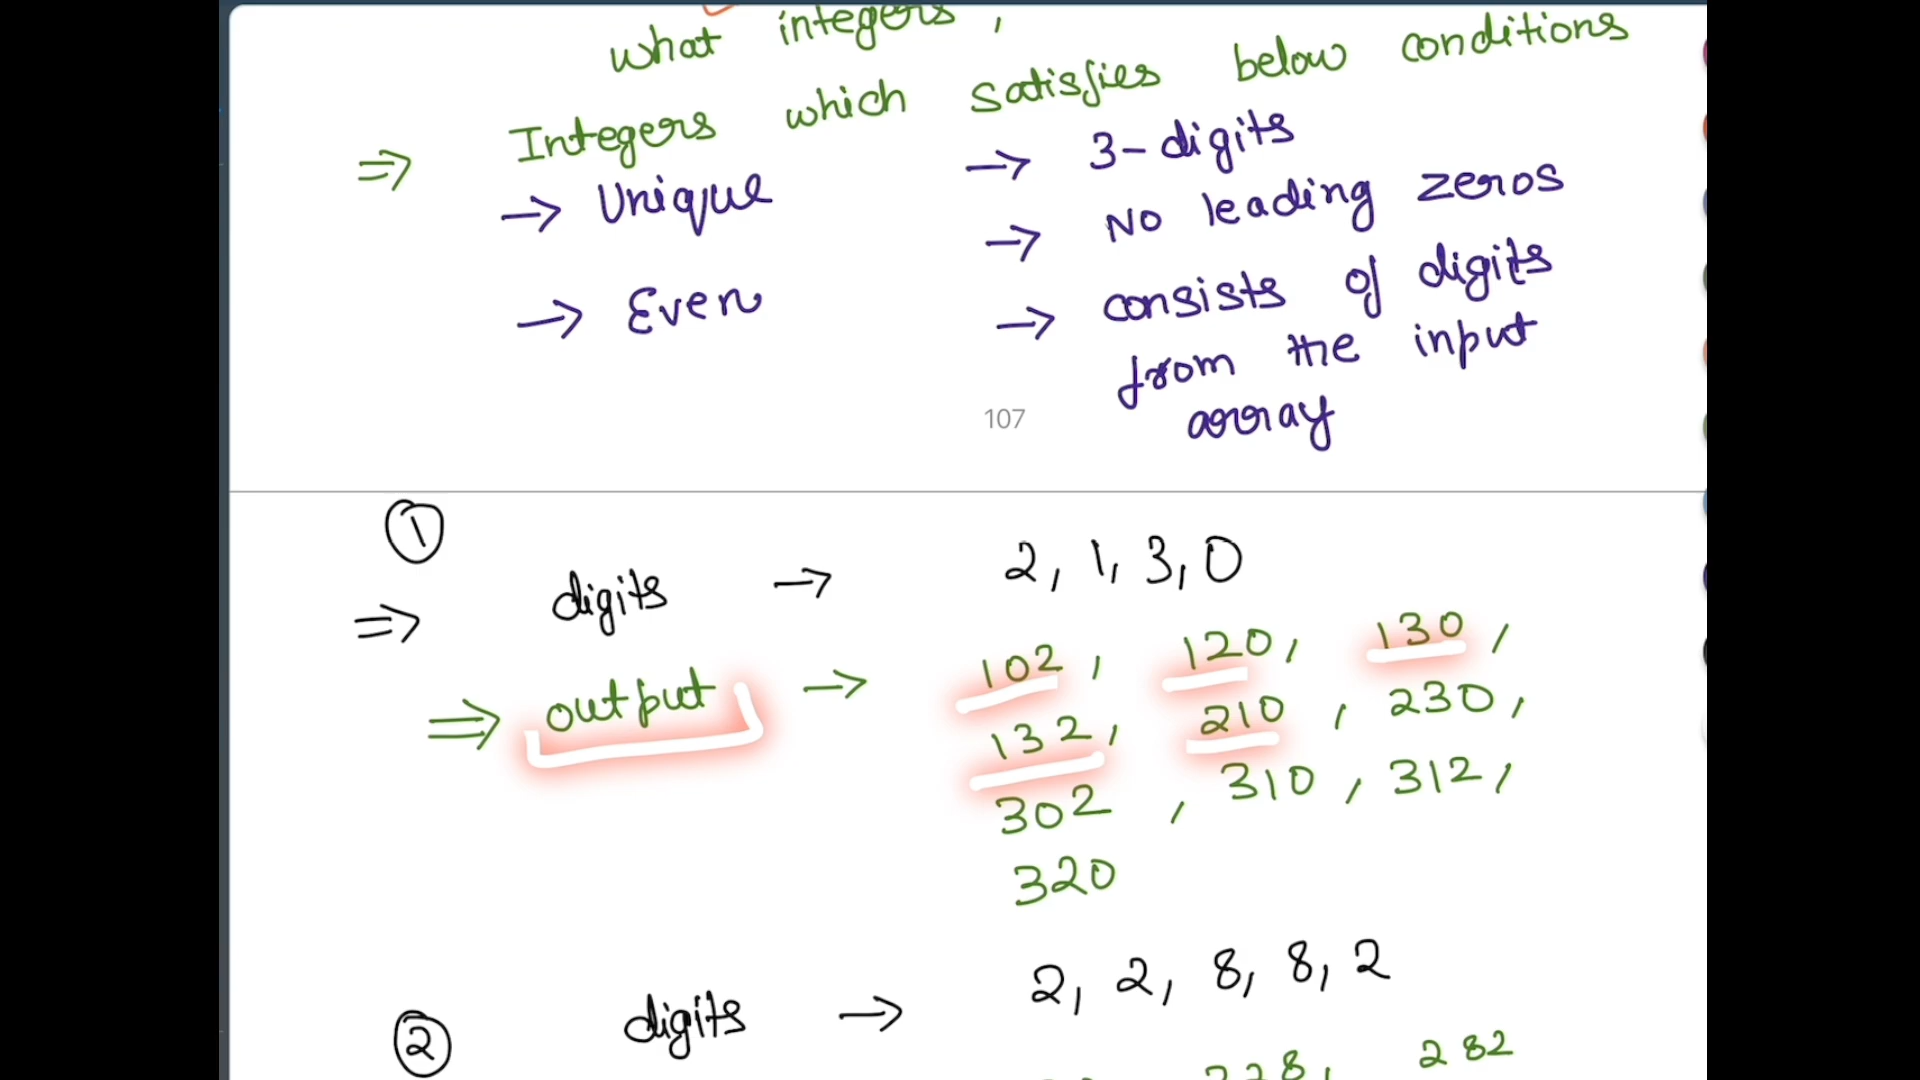 what integers,
⇒ Integers which satisfies below conditions
→ Unique → 3-digits
→ No leading zeros
→ Even → consists of digits
from the input
array
107
①
⇒ digits → 2, 1, 3, 0
⇒ output → 102, 120, 130,
132, 210, 230,
302, 310, 312,
320
② digits → 2, 2, 8, 8, 2
228, 282